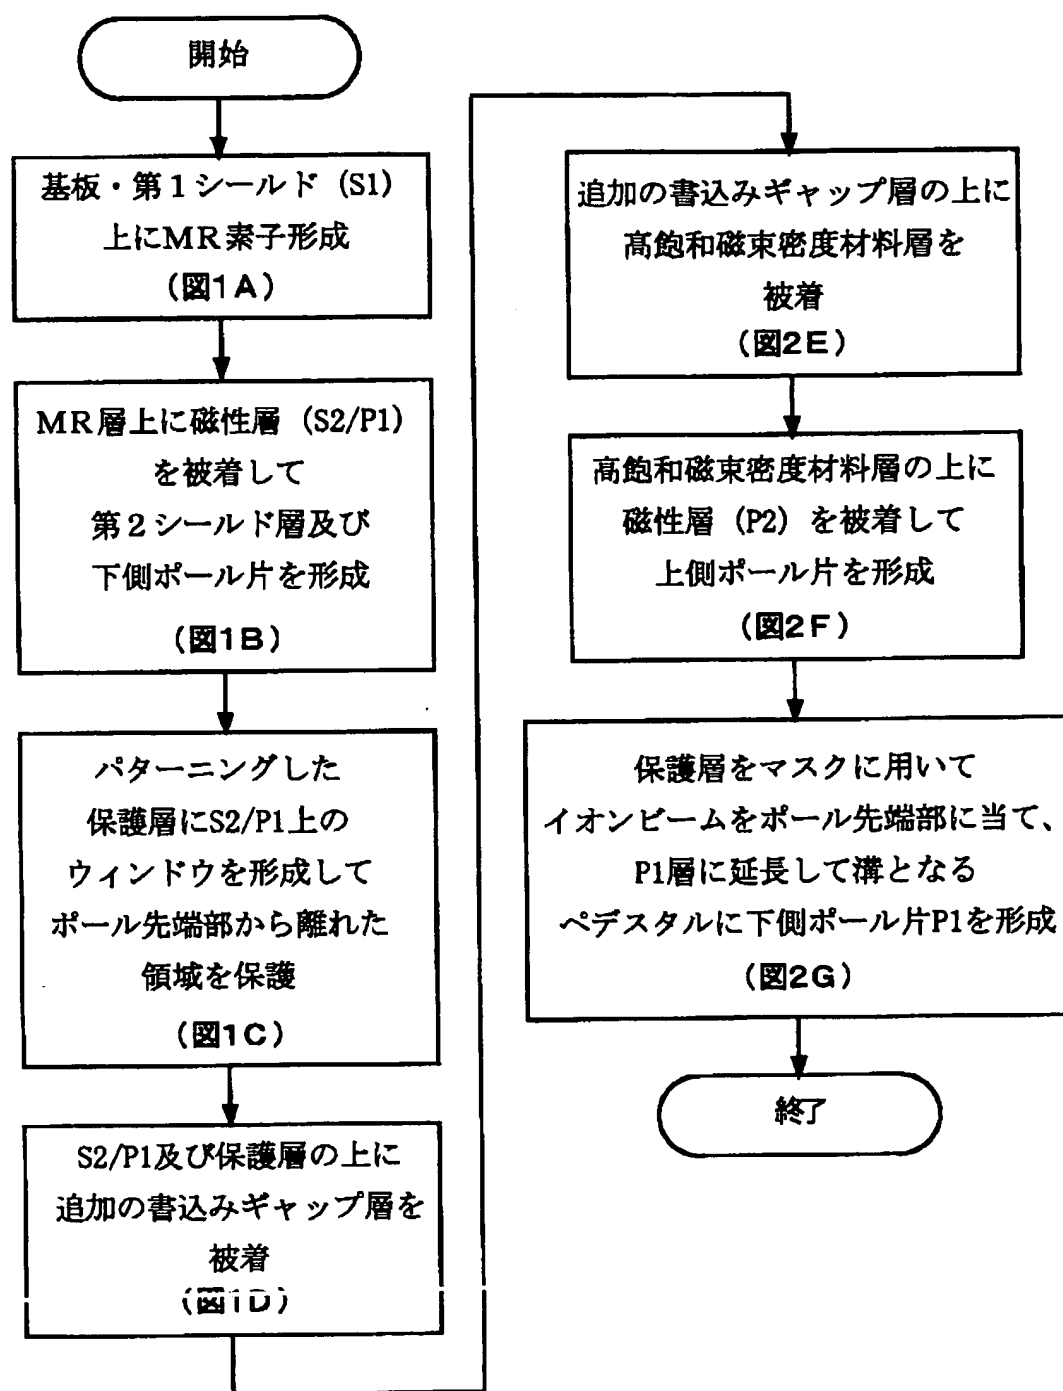 開始
基板・第1シールド (S1)
上にMR素子形成
(図1A)
MR層上に磁性層 (S2/P1)
を被着して
第2シールド層及び
下側ポール片を形成
(図1B)
パターニングした
保護層にS2/P1上の
ウィンドウを形成して
ポール先端部から離れた
領域を保護
(図1C)
S2/P1及び保護層の上に
追加の書込みギャップ層を
被着
(図1D)
追加の書込みギャップ層の上に
高飽和磁束密度材料層を
被着
(図2E)
高飽和磁束密度材料層の上に
磁性層 (P2) を被着して
上側ポール片を形成
(図2F)
保護層をマスクに用いて
イオンビームをポール先端部に当て、
P1層に延長して溝となる
ペデスタルに下側ポール片P1を形成
(図2G)
終了